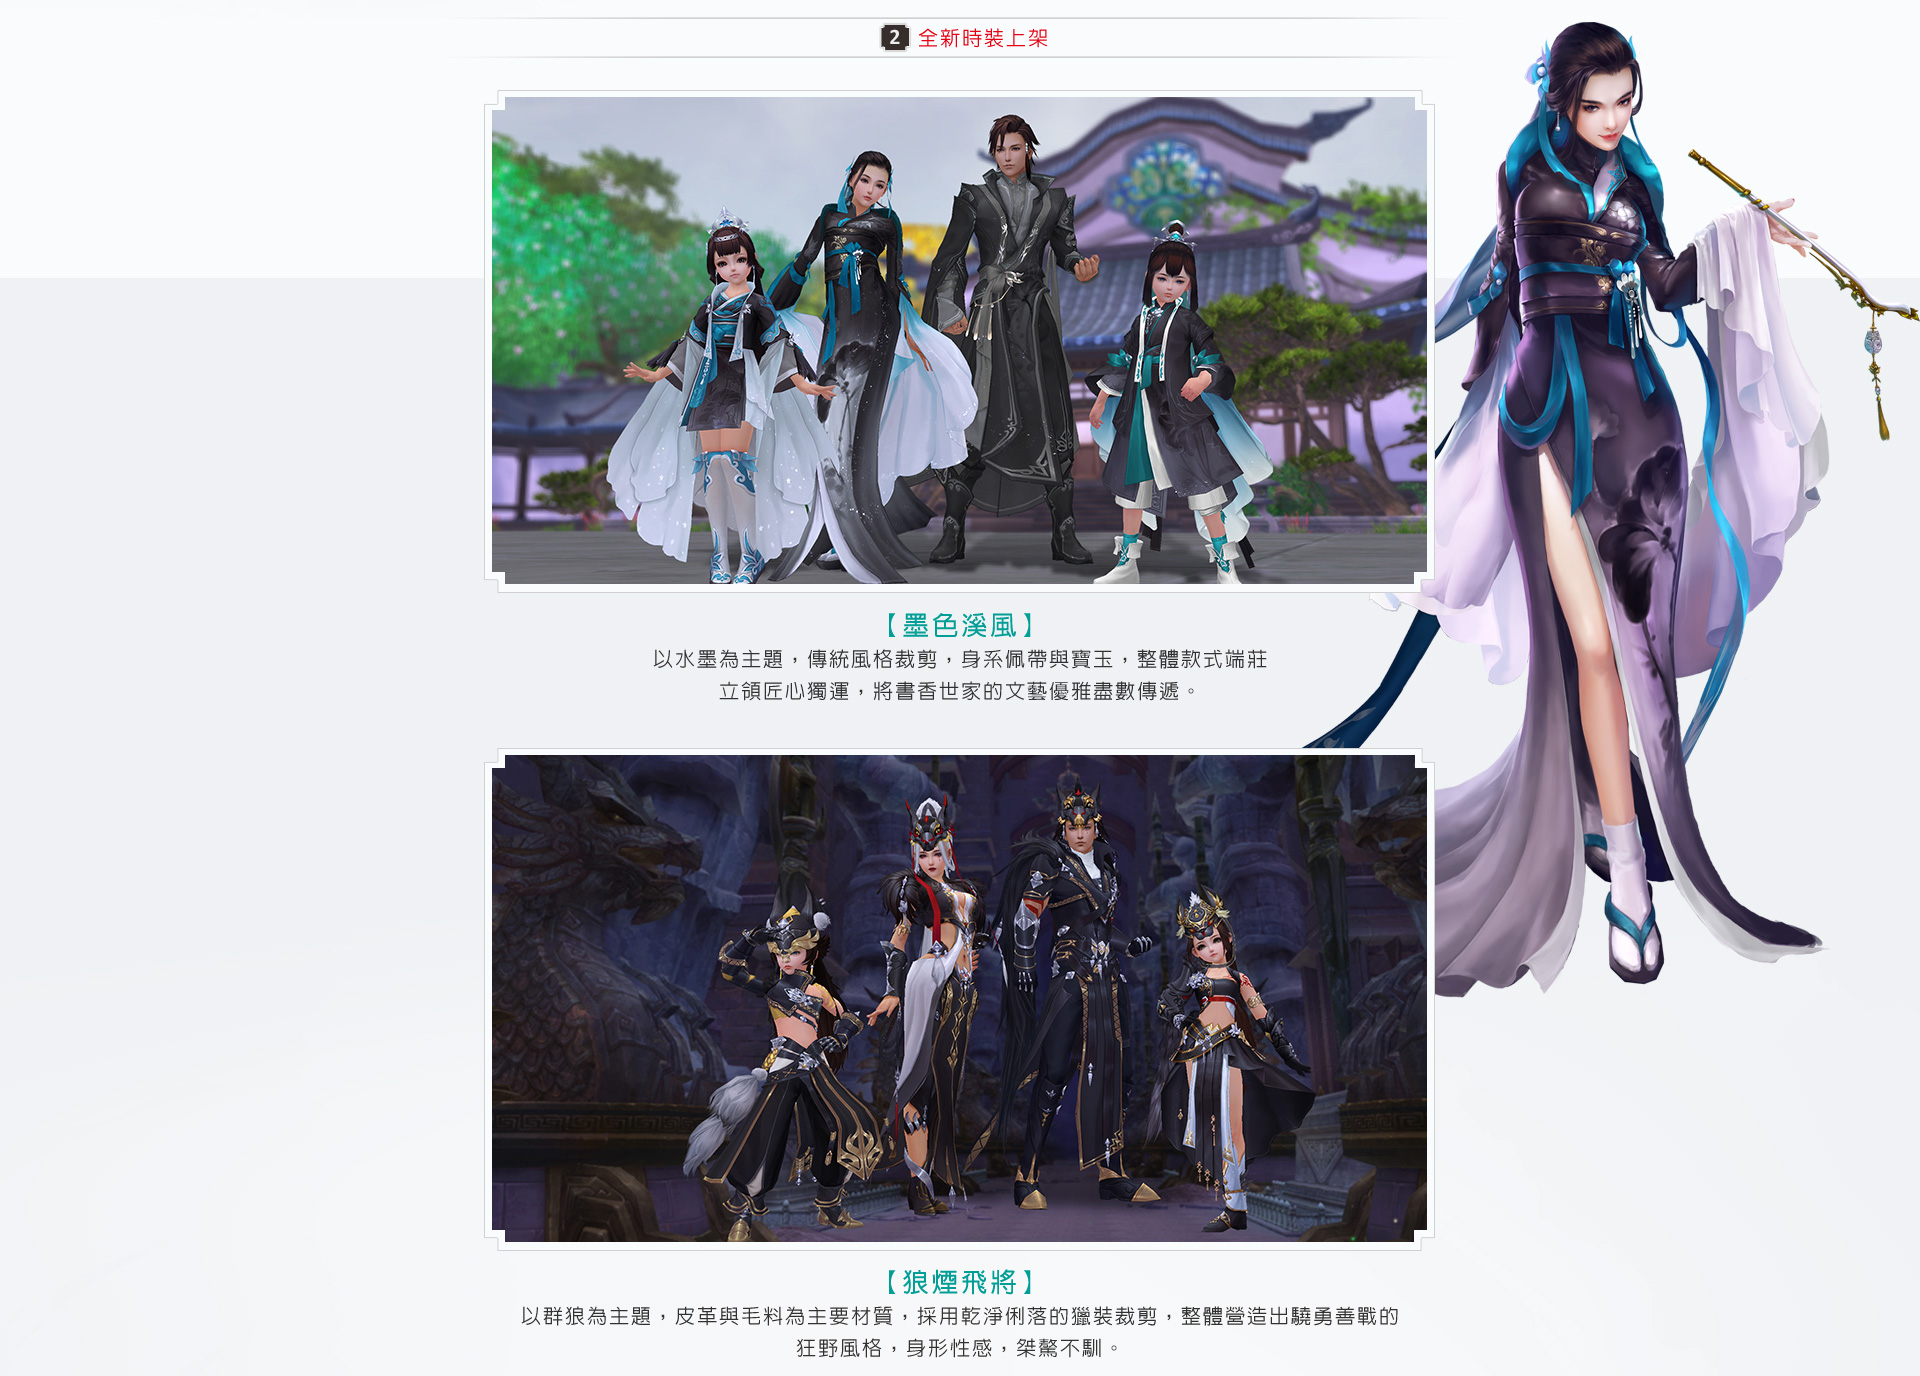 2 全新時裝上架
【墨色溪風】
以水墨為主題，傳統風格裁剪，身系佩帶與寶玉，整體款式端莊
立領匠心獨運，將書香世家的文藝優雅盡數傳遞。
【狼煙飛將】
以群狼為主題，皮革與毛料為主要材質，採用乾淨俐落的獵裝裁剪，整體營造出驍勇善戰的
狂野風格，身形性感，桀驁不馴。